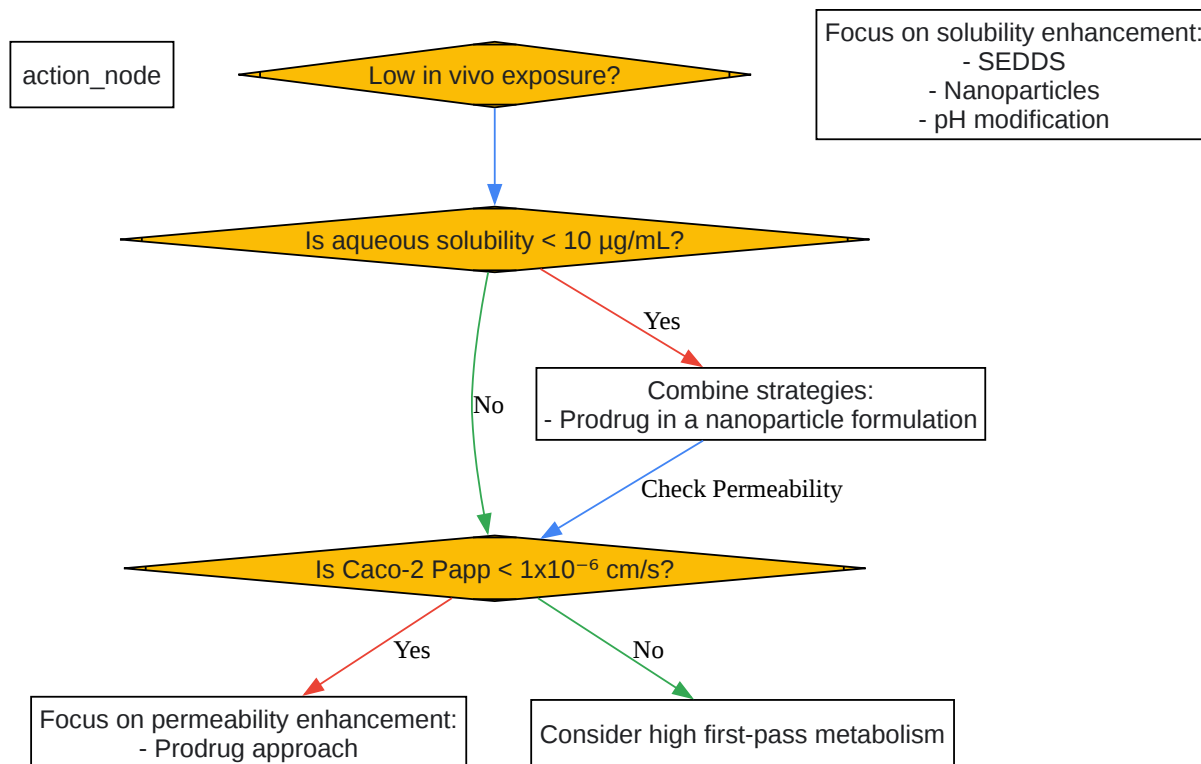 action_node
Low in vivo exposure?
Focus on solubility enhancement:
- SEDDS
- Nanoparticles
- pH modification
Is aqueous solubility < 10 µg/mL?
Yes
No
Combine strategies:
- Prodrug in a nanoparticle formulation
Check Permeability
Is Caco-2 Papp < 1x10⁻⁶ cm/s?
Yes
No
Focus on permeability enhancement:
- Prodrug approach
Consider high first-pass metabolism